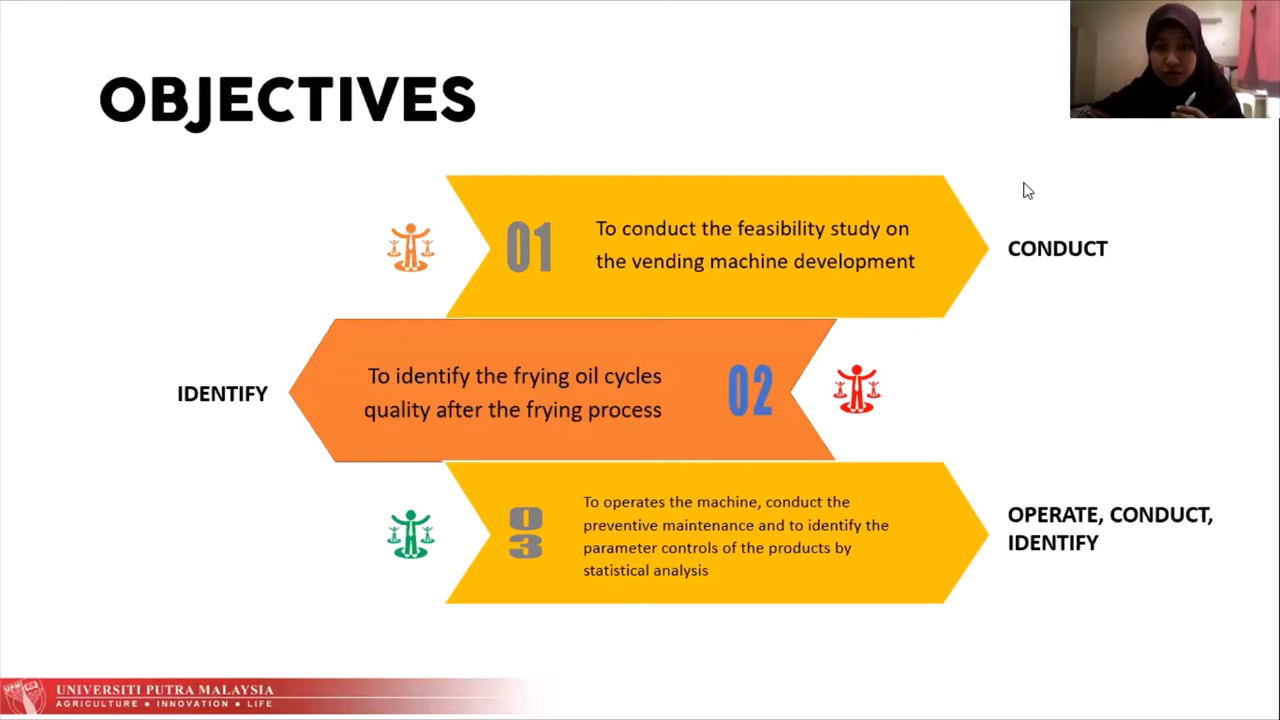 OBJECTIVES
01
To conduct the feasibility study on
the vending machine development
CONDUCT
IDENTIFY
To identify the frying oil cycles
quality after the frying process
02
03
To operates the machine, conduct the
preventive maintenance and to identify the
parameter controls of the products by
statistical analysis
OPERATE, CONDUCT,
IDENTIFY
UPM
UNIVERSITI PUTRA MALAYSIA
AGRICULTURE ● INNOVATION ● LIFE